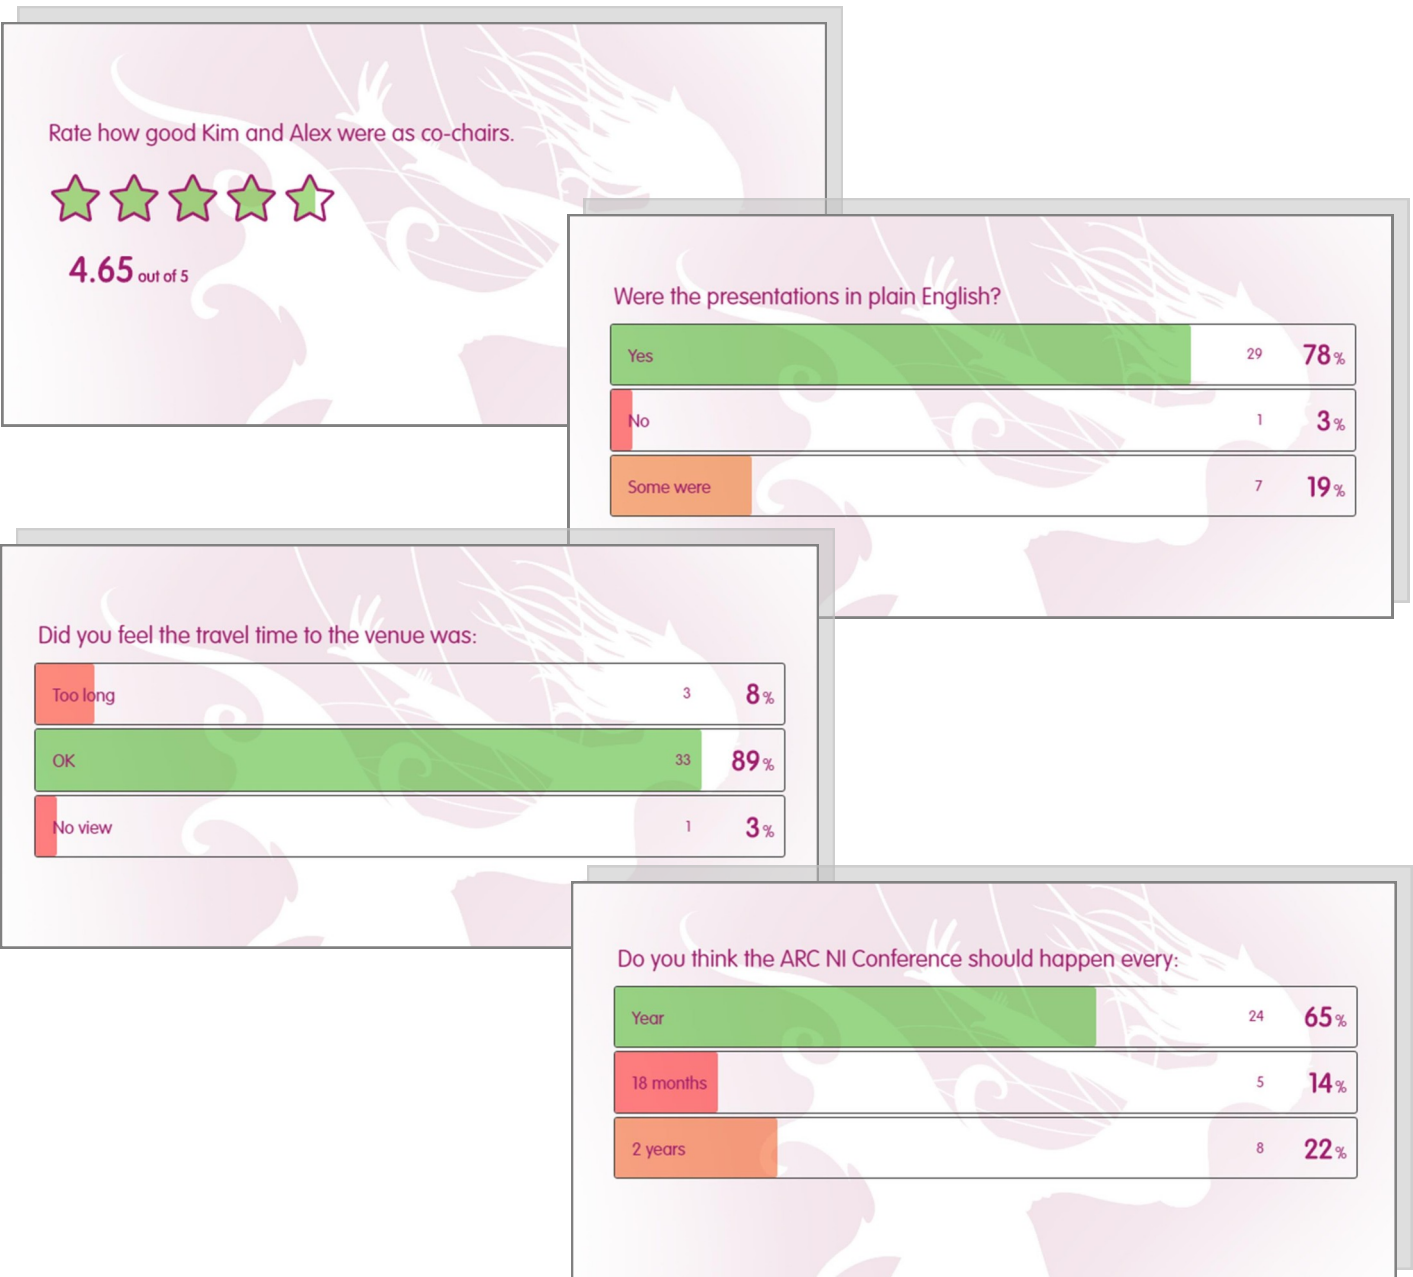 Rate how good Kim and Alex were as co-chairs.
4.65 out of 5
Were the presentations in plain English?
Yes 29 78%
No 1 3%
Some were 7 19%
Did you feel the travel time to the venue was:
Too long 3 8%
OK 33 89%
No view 1 3%
Do you think the ARC NI Conference should happen every:
Year 24 65%
18 months 5 14%
2 years 8 22%